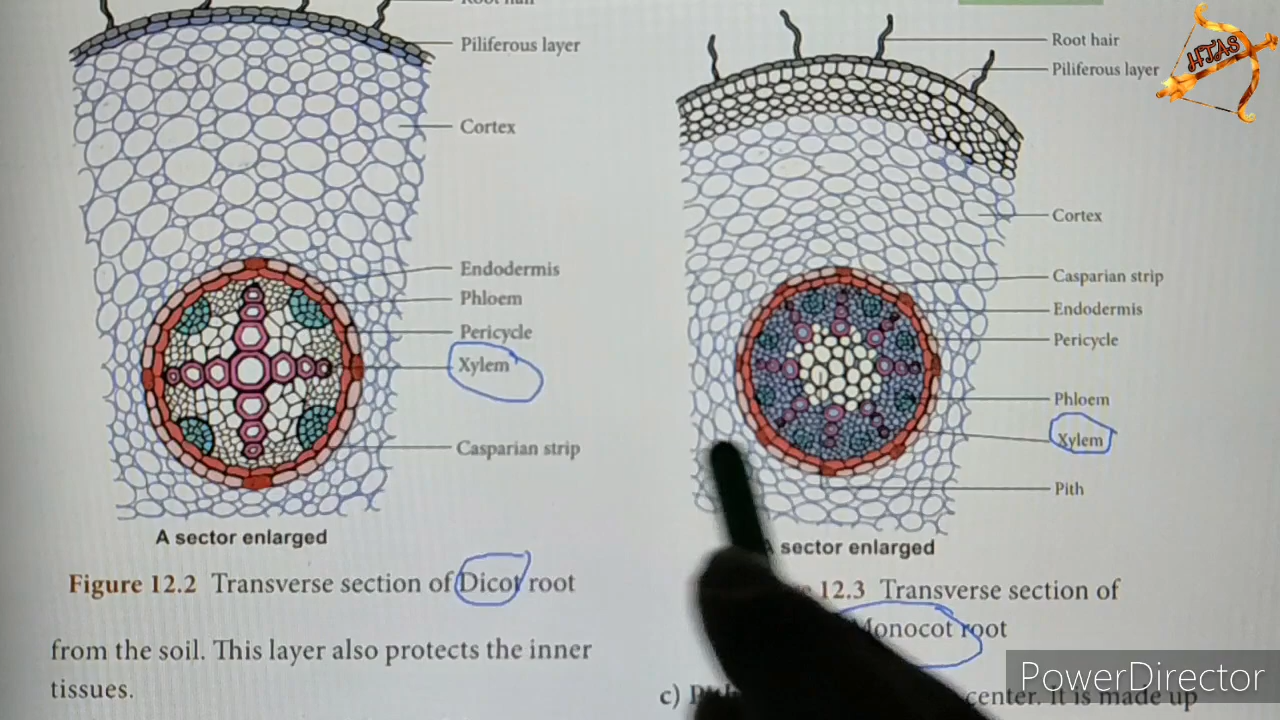 Root hair
Piliferous layer
Cortex
Endodermis
Phloem
Pericycle
Xylem
Casparian strip
A sector enlarged
Figure 12.2 Transverse section of Dicot root
from the soil. This layer also protects the inner
tissues.
Root hair
Piliferous layer
Cortex
Casparian strip
Endodermis
Pericycle
Phloem
Xylem
Pith
A sector enlarged
12.3 Transverse section of
Monocot root
c)
center. It is made up
HTAS
PowerDirector